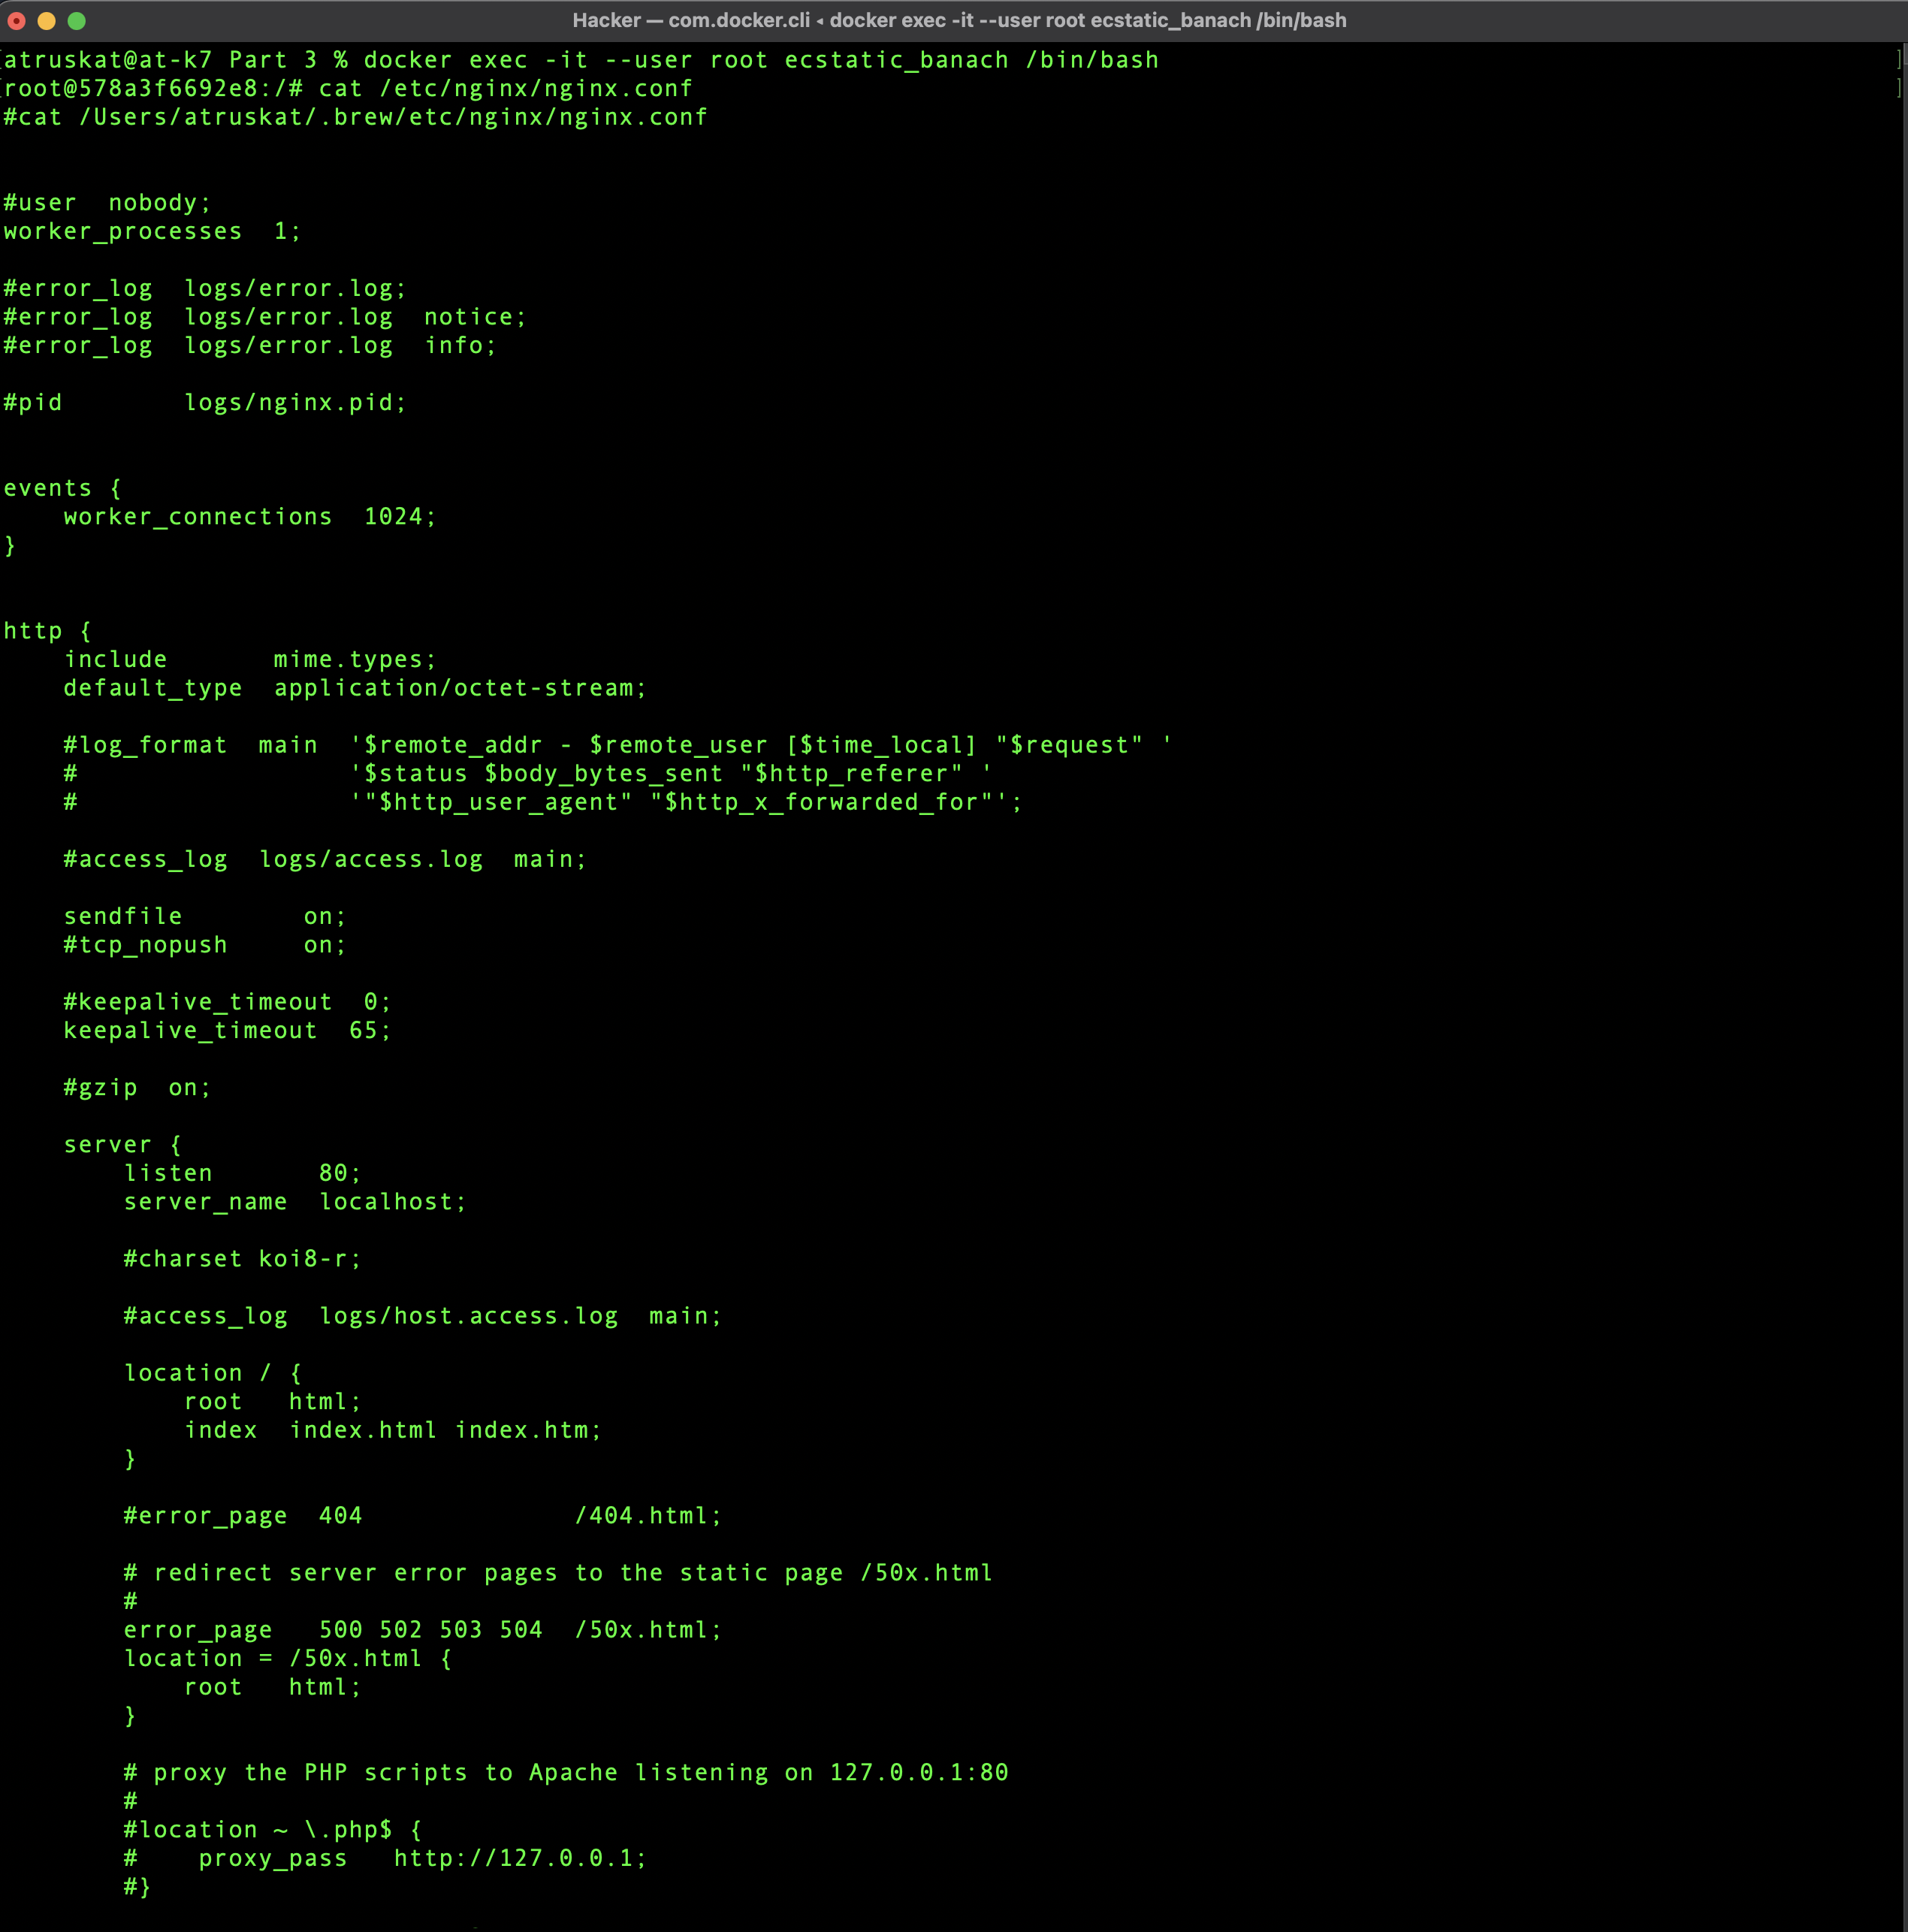 Hacker — com.docker.cli ◂ docker exec -it --user root ecstatic_banach /bin/bash
[atruskat@at-k7 Part 3 % docker exec -it --user root ecstatic_banach /bin/bash ]
[root@578a3f6692e8:/# cat /etc/nginx/nginx.conf ]
#cat /Users/atruskat/.brew/etc/nginx/nginx.conf
#user  nobody;
worker_processes  1;
#error_log  logs/error.log;
#error_log  logs/error.log  notice;
#error_log  logs/error.log  info;
#pid        logs/nginx.pid;
events {
    worker_connections  1024;
}
http {
    include       mime.types;
    default_type  application/octet-stream;
    #log_format  main  '$remote_addr - $remote_user [$time_local] "$request" '
    #                  '$status $body_bytes_sent "$http_referer" '
    #                  '"$http_user_agent" "$http_x_forwarded_for"';
    #access_log  logs/access.log  main;
    sendfile        on;
    #tcp_nopush     on;
    #keepalive_timeout  0;
    keepalive_timeout  65;
    #gzip  on;
    server {
        listen       80;
        server_name  localhost;
        #charset koi8-r;
        #access_log  logs/host.access.log  main;
        location / {
            root   html;
            index  index.html index.htm;
        }
        #error_page  404              /404.html;
        # redirect server error pages to the static page /50x.html
        #
        error_page   500 502 503 504  /50x.html;
        location = /50x.html {
            root   html;
        }
        # proxy the PHP scripts to Apache listening on 127.0.0.1:80
        #
        #location ~ \.php$ {
        #    proxy_pass   http://127.0.0.1;
        #}